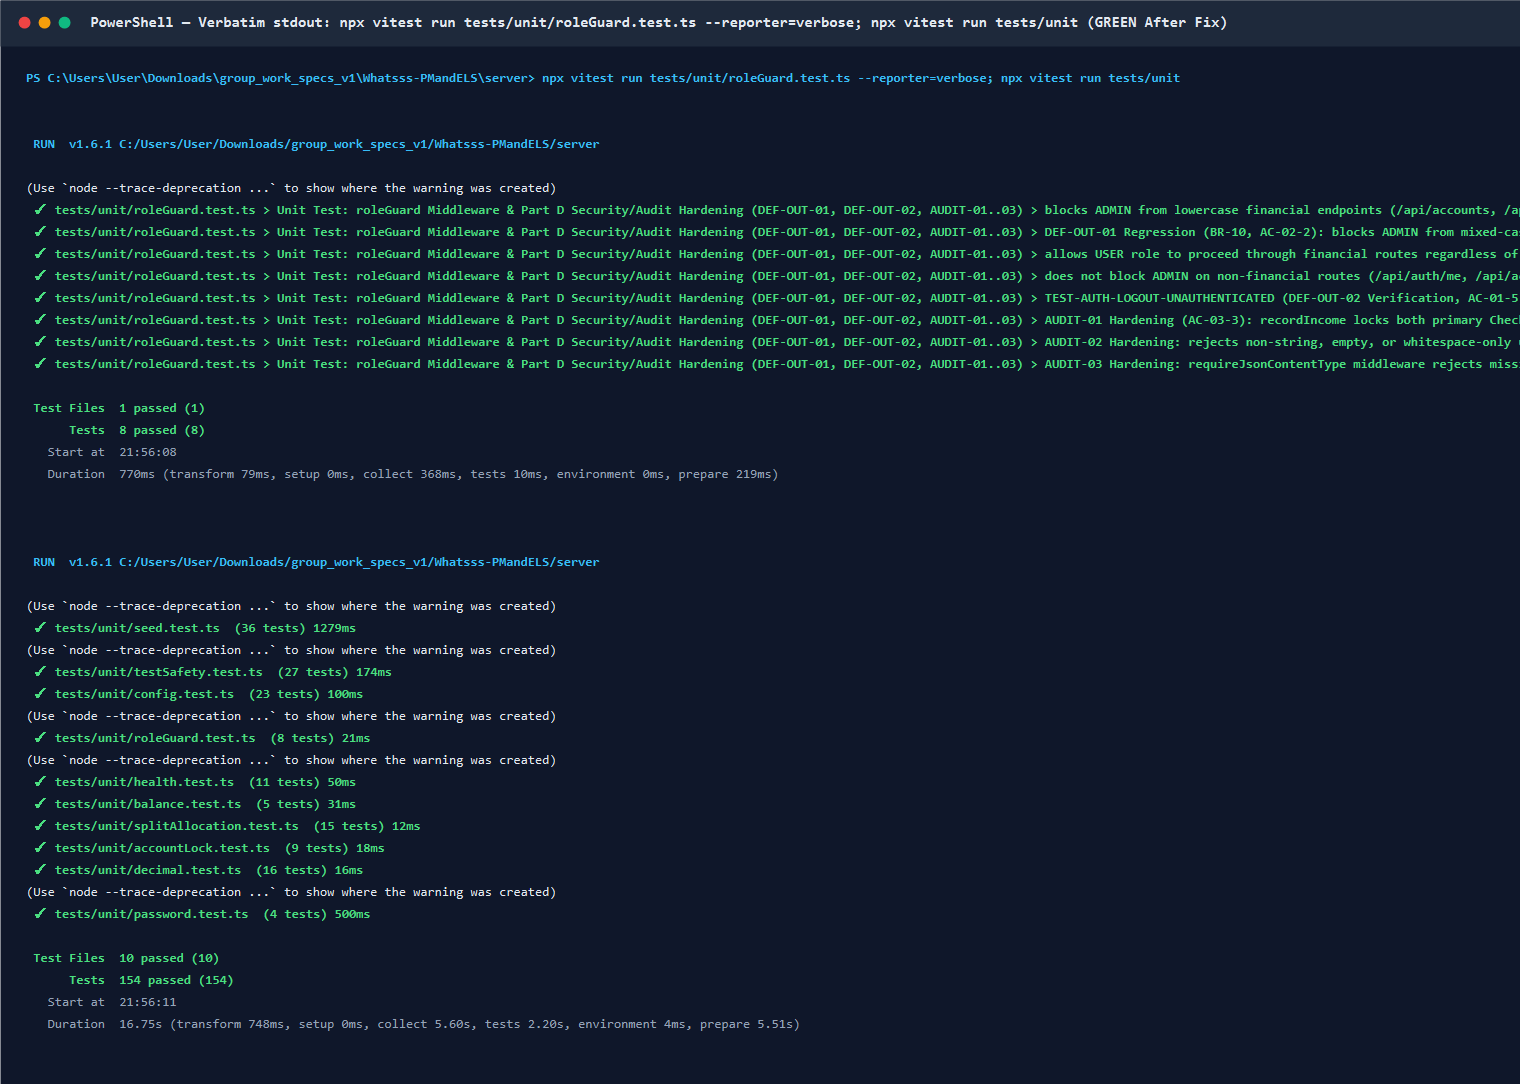 PowerShell — Verbatim stdout: npx vitest run tests/unit/roleGuard.test.ts --reporter=verbose; npx vitest run tests/unit (GREEN After Fix)
PS C:\Users\User\Downloads\group_work_specs_v1\Whatsss-PMandELS\server> npx vitest run tests/unit/roleGuard.test.ts --reporter=verbose; npx vitest run tests/unit
RUN v1.6.1 C:/Users/User/Downloads/group_work_specs_v1/Whatsss-PMandELS/server
(Use `node --trace-deprecation ...` to show where the warning was created)
✓ tests/unit/roleGuard.test.ts > Unit Test: roleGuard Middleware & Part D Security/Audit Hardening (DEF-OUT-01, DEF-OUT-02, AUDIT-01..03) > blocks ADMIN from lowercase financial endpoints (/api/accounts, /ap
✓ tests/unit/roleGuard.test.ts > Unit Test: roleGuard Middleware & Part D Security/Audit Hardening (DEF-OUT-01, DEF-OUT-02, AUDIT-01..03) > DEF-OUT-01 Regression (BR-10, AC-02-2): blocks ADMIN from mixed-cas
✓ tests/unit/roleGuard.test.ts > Unit Test: roleGuard Middleware & Part D Security/Audit Hardening (DEF-OUT-01, DEF-OUT-02, AUDIT-01..03) > allows USER role to proceed through financial routes regardless of
✓ tests/unit/roleGuard.test.ts > Unit Test: roleGuard Middleware & Part D Security/Audit Hardening (DEF-OUT-01, DEF-OUT-02, AUDIT-01..03) > does not block ADMIN on non-financial routes (/api/auth/me, /api/a
✓ tests/unit/roleGuard.test.ts > Unit Test: roleGuard Middleware & Part D Security/Audit Hardening (DEF-OUT-01, DEF-OUT-02, AUDIT-01..03) > TEST-AUTH-LOGOUT-UNAUTHENTICATED (DEF-OUT-02 Verification, AC-01-5
✓ tests/unit/roleGuard.test.ts > Unit Test: roleGuard Middleware & Part D Security/Audit Hardening (DEF-OUT-01, DEF-OUT-02, AUDIT-01..03) > AUDIT-01 Hardening (AC-03-3): recordIncome locks both primary Chec
✓ tests/unit/roleGuard.test.ts > Unit Test: roleGuard Middleware & Part D Security/Audit Hardening (DEF-OUT-01, DEF-OUT-02, AUDIT-01..03) > AUDIT-02 Hardening: rejects non-string, empty, or whitespace-only
✓ tests/unit/roleGuard.test.ts > Unit Test: roleGuard Middleware & Part D Security/Audit Hardening (DEF-OUT-01, DEF-OUT-02, AUDIT-01..03) > AUDIT-03 Hardening: requireJsonContentType middleware rejects miss
Test Files 1 passed (1)
Tests 8 passed (8)
Start at 21:56:08
Duration 770ms (transform 79ms, setup 0ms, collect 368ms, tests 10ms, environment 0ms, prepare 219ms)
RUN v1.6.1 C:/Users/User/Downloads/group_work_specs_v1/Whatsss-PMandELS/server
(Use `node --trace-deprecation ...` to show where the warning was created)
✓ tests/unit/seed.test.ts (36 tests) 1279ms
(Use `node --trace-deprecation ...` to show where the warning was created)
✓ tests/unit/testSafety.test.ts (27 tests) 174ms
✓ tests/unit/config.test.ts (23 tests) 100ms
(Use `node --trace-deprecation ...` to show where the warning was created)
✓ tests/unit/roleGuard.test.ts (8 tests) 21ms
(Use `node --trace-deprecation ...` to show where the warning was created)
✓ tests/unit/health.test.ts (11 tests) 50ms
✓ tests/unit/balance.test.ts (5 tests) 31ms
✓ tests/unit/splitAllocation.test.ts (15 tests) 12ms
✓ tests/unit/accountLock.test.ts (9 tests) 18ms
✓ tests/unit/decimal.test.ts (16 tests) 16ms
(Use `node --trace-deprecation ...` to show where the warning was created)
✓ tests/unit/password.test.ts (4 tests) 500ms
Test Files 10 passed (10)
Tests 154 passed (154)
Start at 21:56:11
Duration 16.75s (transform 748ms, setup 0ms, collect 5.60s, tests 2.20s, environment 4ms, prepare 5.51s)